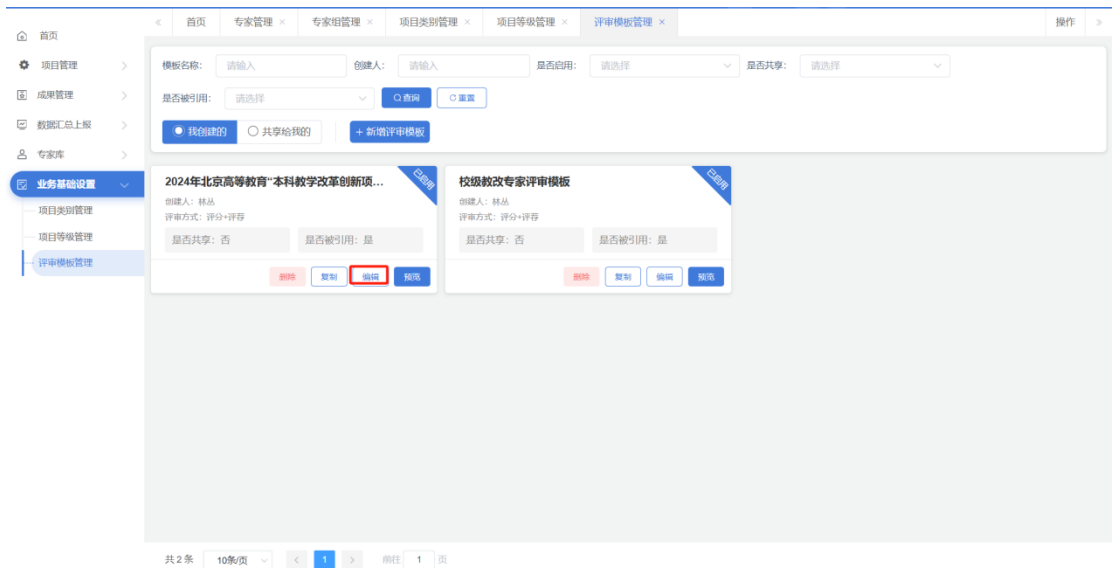 首页
项目管理
成果管理
数据汇总上报
专家库
业务基础设置
项目类别管理
项目等级管理
评审模板管理
首页 专家管理 × 专家组管理 × 项目类别管理 × 项目等级管理 × 评审模板管理 × 操作
模板名称: 请输入 创建人: 请输入 是否启用: 请选择 是否共享: 请选择
是否被引用: 请选择 查询 重置
我创建的 共享给我的 + 新增评审模板
2024年北京高等教育“本科教学改革创新项... 已启用
创建人: 林丛
评审方式: 评分+评荐
是否共享: 否 是否被引用: 是
删除 复制 编辑 预览
校级教改专家评审模板 已启用
创建人: 林丛
评审方式: 评分+评荐
是否共享: 否 是否被引用: 是
删除 复制 编辑 预览
共 2 条 10条/页 1 前往 1 页